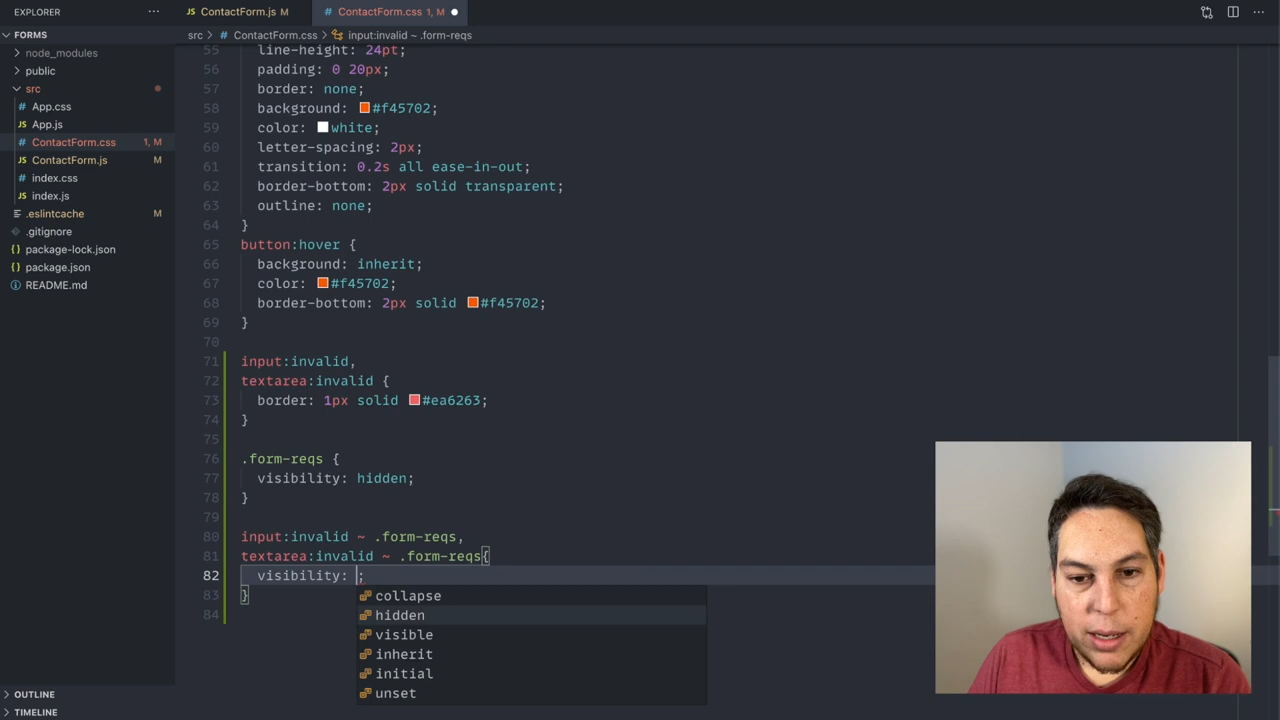 EXPLORER
FORMS
node_modules
public
src
App.css
App.js
ContactForm.css 1, M
ContactForm.js M
index.css
index.js
.eslintcache M
.gitignore
package-lock.json
package.json
README.md
OUTLINE
TIMELINE
ContactForm.js M
ContactForm.css 1, M
src > ContactForm.css > input:invalid ~ .form-reqs
55 line-height: 24pt;
56 padding: 0 20px;
57 border: none;
58 background: #f45702;
59 color: white;
60 letter-spacing: 2px;
61 transition: 0.2s all ease-in-out;
62 border-bottom: 2px solid transparent;
63 outline: none;
64 }
65 button:hover {
66 background: inherit;
67 color: #f45702;
68 border-bottom: 2px solid #f45702;
69 }
70
71 input:invalid,
72 textarea:invalid {
73 border: 1px solid #ea6263;
74 }
75
76 .form-reqs {
77 visibility: hidden;
78 }
79
80 input:invalid ~ .form-reqs,
81 textarea:invalid ~ .form-reqs{
82 visibility: ;
83 }
84
collapse
hidden
visible
inherit
initial
unset